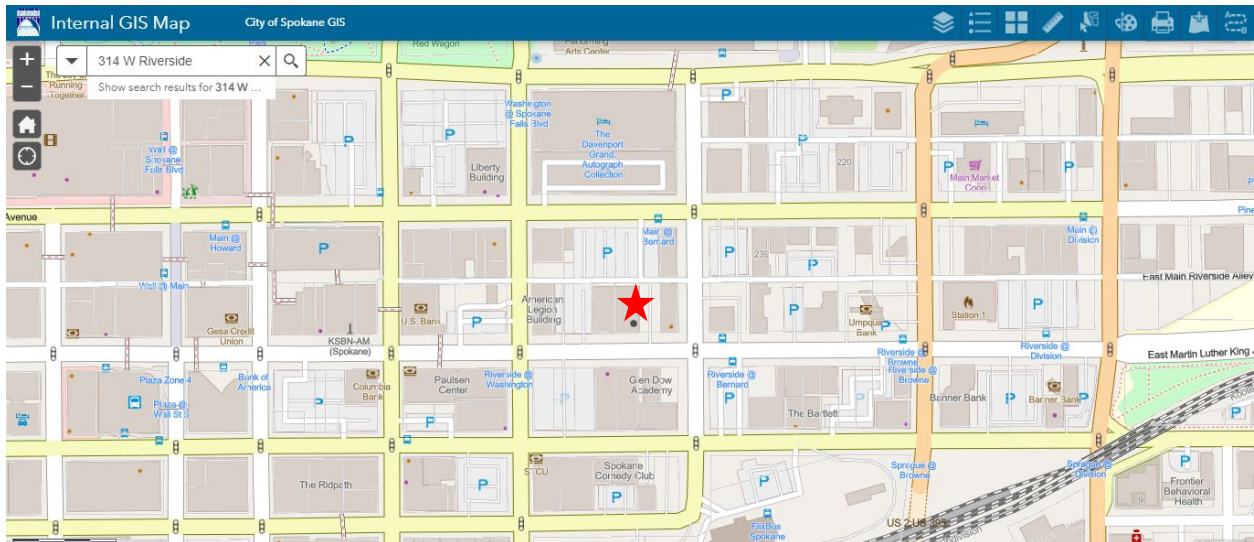 Internal GIS Map
City of Spokane GIS
314 W Riverside
Show search results for 314 W ...
Park
Red Wagon
Performing
Arts Center
Running
Together
Washington
@ Spokane
Falls Blvd
Wall @
Spokane
Falls Blvd
Liberty
Building
The
Davenport
Grand,
Autograph
Collection
P
P
P
220
P
P
Main Market
Coop
Avenue
Main @
Howard
Main @
Bernard
Main @
Division
Pine
P
P
P
239
P
East Main Riverside Alley
Wall @ Main
American
Legion
Building
Gesa Credit
Union
KSBN-AM
(Spokane)
U.S. Bank
P
P
Umpqua
Bank
Station 1
P
Riverside @
Browne
Riverside @
Division
East Martin Luther King
Plaza Zone 4
Bank of
America
Columbia
Bank
Paulsen
Center
Riverside @
Washington
Glen Dow
Academy
Riverside @
Bernard
Riverside @
Browne
Plaza @
Wall St S
P
P
P
P
The Bartlett
P
Banner Bank
P
Banner Bank
P
P
The Ridpath
P
STCU
Spokane
Comedy Club
P
P
Sprague @
Browne
Sprague @
Division
P
Frontier
Behavioral
Health
9
FlixBus
Spokane
US 2;US 395